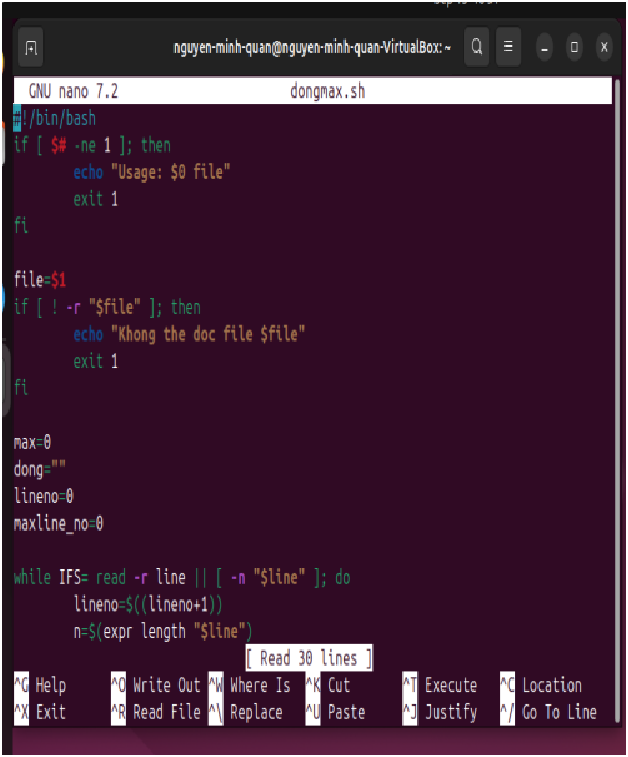 nguyen-minh-quan@nguyen-minh-quan-VirtualBox: ~
GNU nano 7.2 dongmax.sh
#!/bin/bash
if [ $# -ne 1 ]; then
echo "Usage: $0 file"
exit 1
fi
file=$1
if [ ! -r "$file" ]; then
echo "Khong the doc file $file"
exit 1
fi
max=0
dong=""
lineno=0
maxline_no=0
while IFS= read -r line || [ -n "$line" ]; do
lineno=$((lineno+1))
n=$(expr length "$line")
[ Read 30 lines ]
^G Help ^O Write Out ^W Where Is ^K Cut ^T Execute ^C Location
^X Exit ^R Read File ^\ Replace ^U Paste ^J Justify ^/ Go To Line